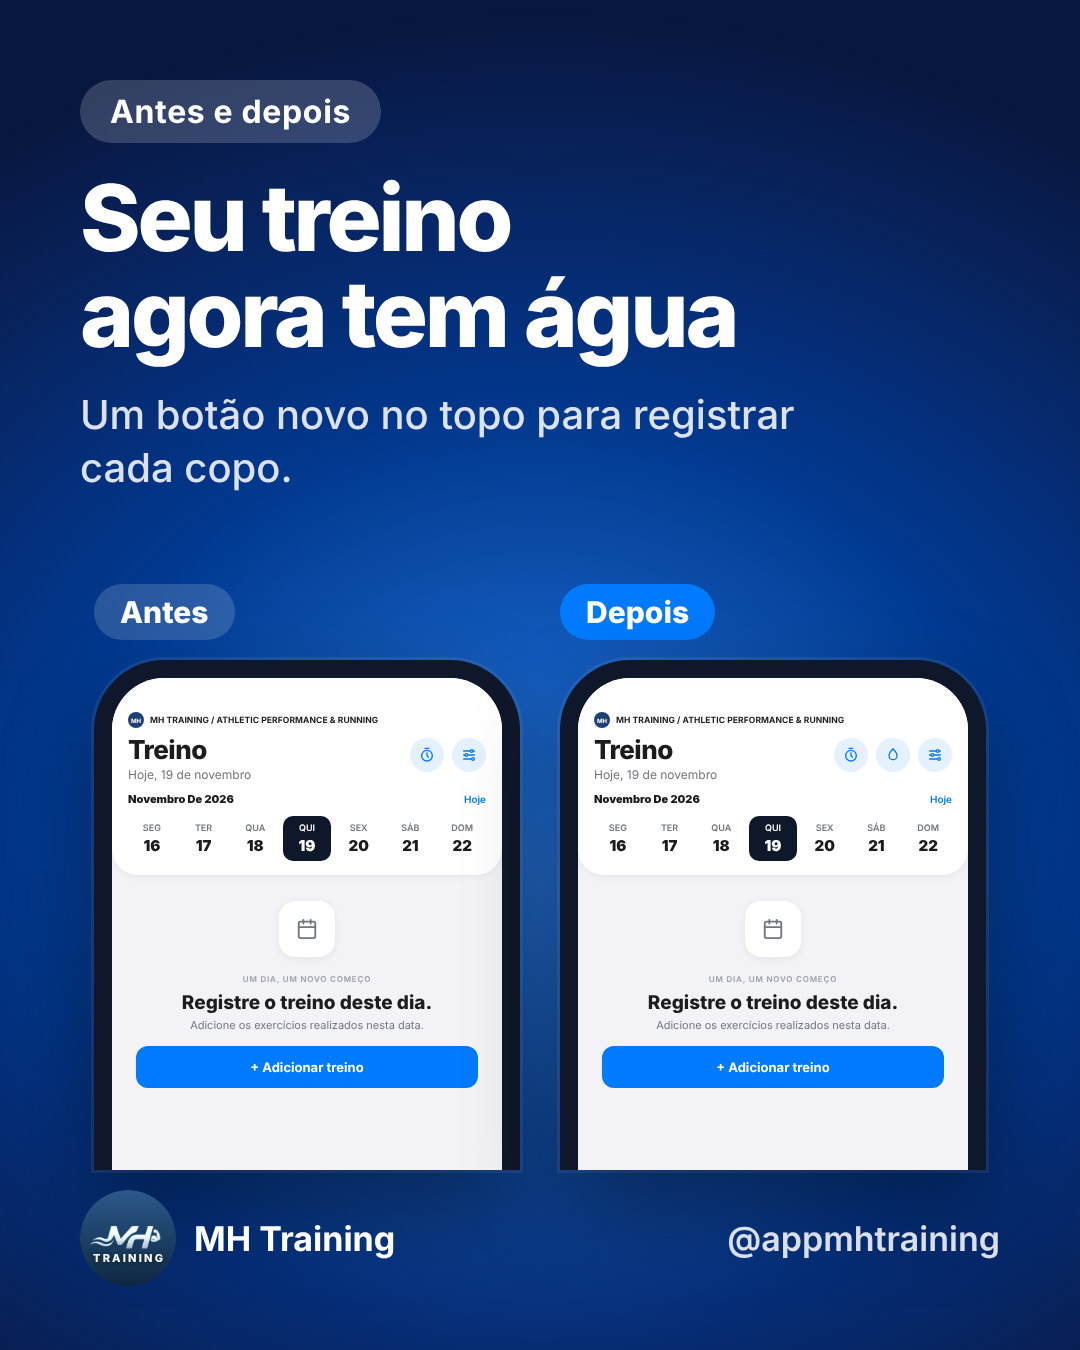 Antes e depois
Seu treino
agora tem água
Um botão novo no topo para registrar
cada copo.
Antes
MH MH TRAINING / ATHLETIC PERFORMANCE & RUNNING
Treino
Hoje, 19 de novembro
Novembro De 2026 Hoje
SEG TER QUA QUI SEX SÁB DOM
16 17 18 19 20 21 22
UM DIA, UM NOVO COMEÇO
Registre o treino deste dia.
Adicione os exercícios realizados nesta data.
+ Adicionar treino
Depois
MH MH TRAINING / ATHLETIC PERFORMANCE & RUNNING
Treino
Hoje, 19 de novembro
Novembro De 2026 Hoje
SEG TER QUA QUI SEX SÁB DOM
16 17 18 19 20 21 22
UM DIA, UM NOVO COMEÇO
Registre o treino deste dia.
Adicione os exercícios realizados nesta data.
+ Adicionar treino
MH
TRAINING
MH Training
@appmhtraining